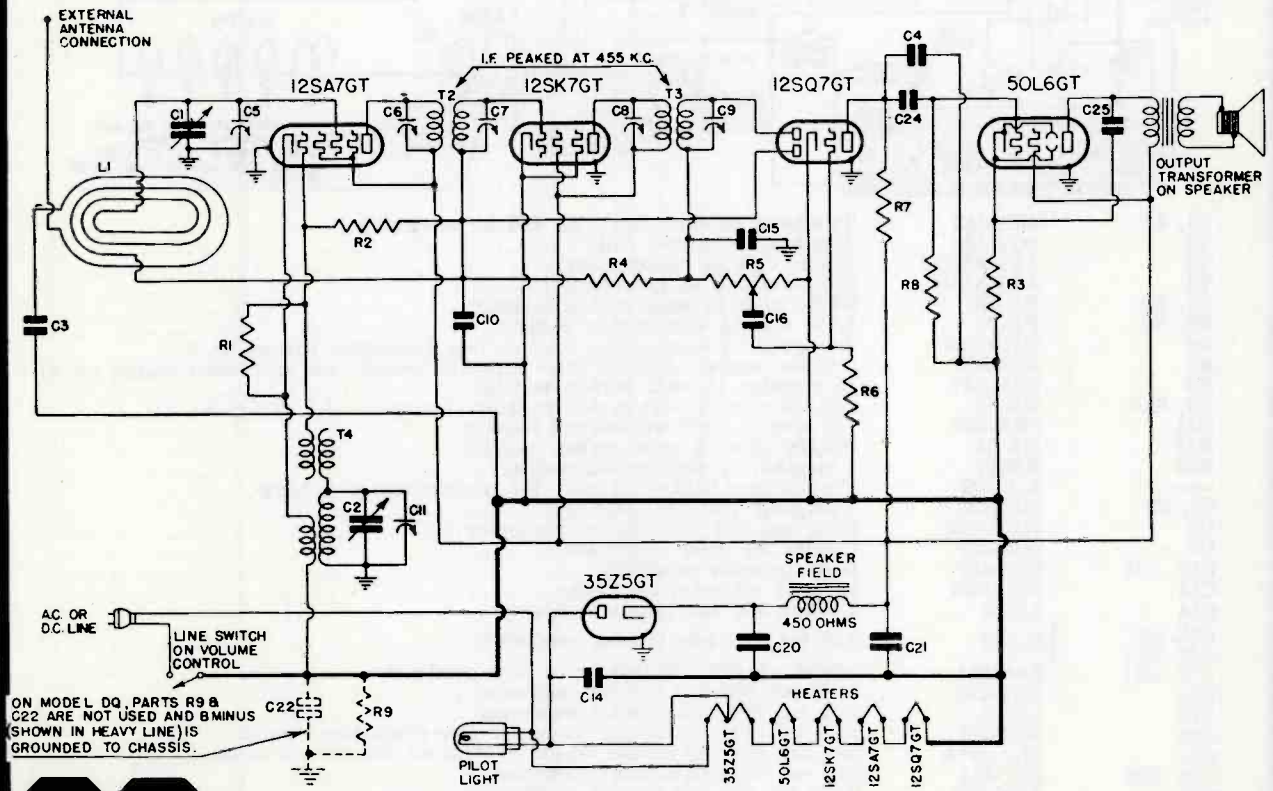 EXTERNAL
ANTENNA
CONNECTION
I.F. PEAKED AT 455 K.C.
12SA7GT
12SK7GT
12SQ7GT
50L6GT
C1
C5
C6
T2
C7
C8
T3
C9
C4
C24
C25
L1
OUTPUT
TRANSFORMER
ON SPEAKER
R2
C15
R7
R4
R5
R8
R3
C3
C10
C16
R1
R6
T4
C2
C11
SPEAKER
FIELD
35Z5GT
450 OHMS
A.C. OR
D.C. LINE
LINE SWITCH
ON VOLUME
CONTROL
C20
C21
C14
ON MODEL DQ, PARTS R9 &
C22 ARE NOT USED AND B MINUS
(SHOWN IN HEAVY LINE) IS
GROUNDED TO CHASSIS.
C22
R9
HEATERS
PILOT
LIGHT
35Z5GT
50L6GT
12SK7GT
12SA7GT
12SQ7GT